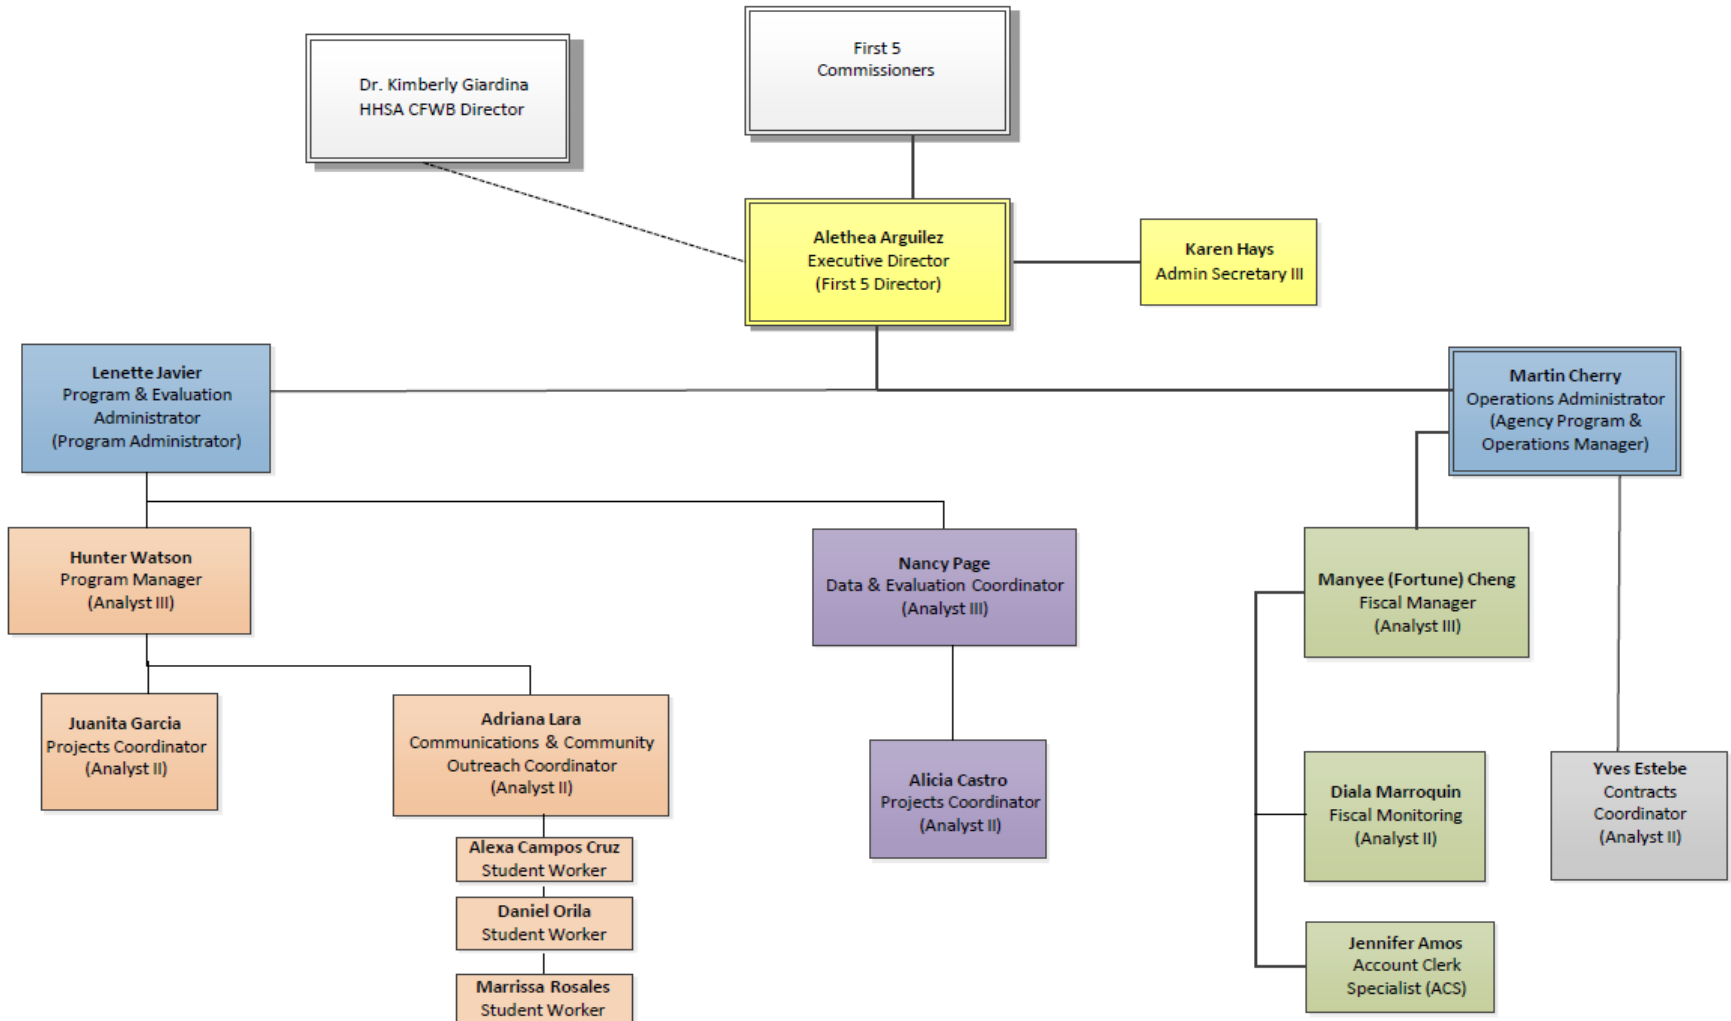 Dr. Kimberly Giardina
HHSA CFWB Director
First 5
Commissioners
Alethea Arguilez
Executive Director
(First 5 Director)
Karen Hays
Admin Secretary III
Lenette Javier
Program & Evaluation
Administrator
(Program Administrator)
Martin Cherry
Operations Administrator
(Agency Program &
Operations Manager)
Hunter Watson
Program Manager
(Analyst III)
Nancy Page
Data & Evaluation Coordinator
(Analyst III)
Manyee (Fortune) Cheng
Fiscal Manager
(Analyst III)
Juanita Garcia
Projects Coordinator
(Analyst II)
Adriana Lara
Communications & Community
Outreach Coordinator
(Analyst II)
Alicia Castro
Projects Coordinator
(Analyst II)
Diala Marroquin
Fiscal Monitoring
(Analyst II)
Yves Estebe
Contracts
Coordinator
(Analyst II)
Alexa Campos Cruz
Student Worker
Daniel Orila
Student Worker
Marrissa Rosales
Student Worker
Jennifer Amos
Account Clerk
Specialist (ACS)